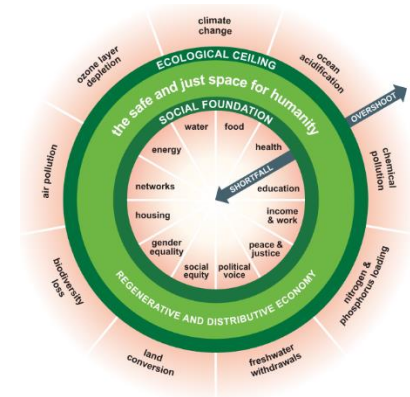 climate
change
ocean
acidification
chemical
pollution
nitrogen &
phosphorus loading
freshwater
withdrawals
land
conversion
biodiversity
loss
air pollution
ozone layer
depletion
ECOLOGICAL CEILING
the safe and just space for humanity
OVERSHOOT
SOCIAL FOUNDATION
water
food
health
SHORTFALL
education
income
& work
peace &
justice
political
voice
social
equity
gender
equality
housing
networks
energy
REGENERATIVE AND DISTRIBUTIVE ECONOMY